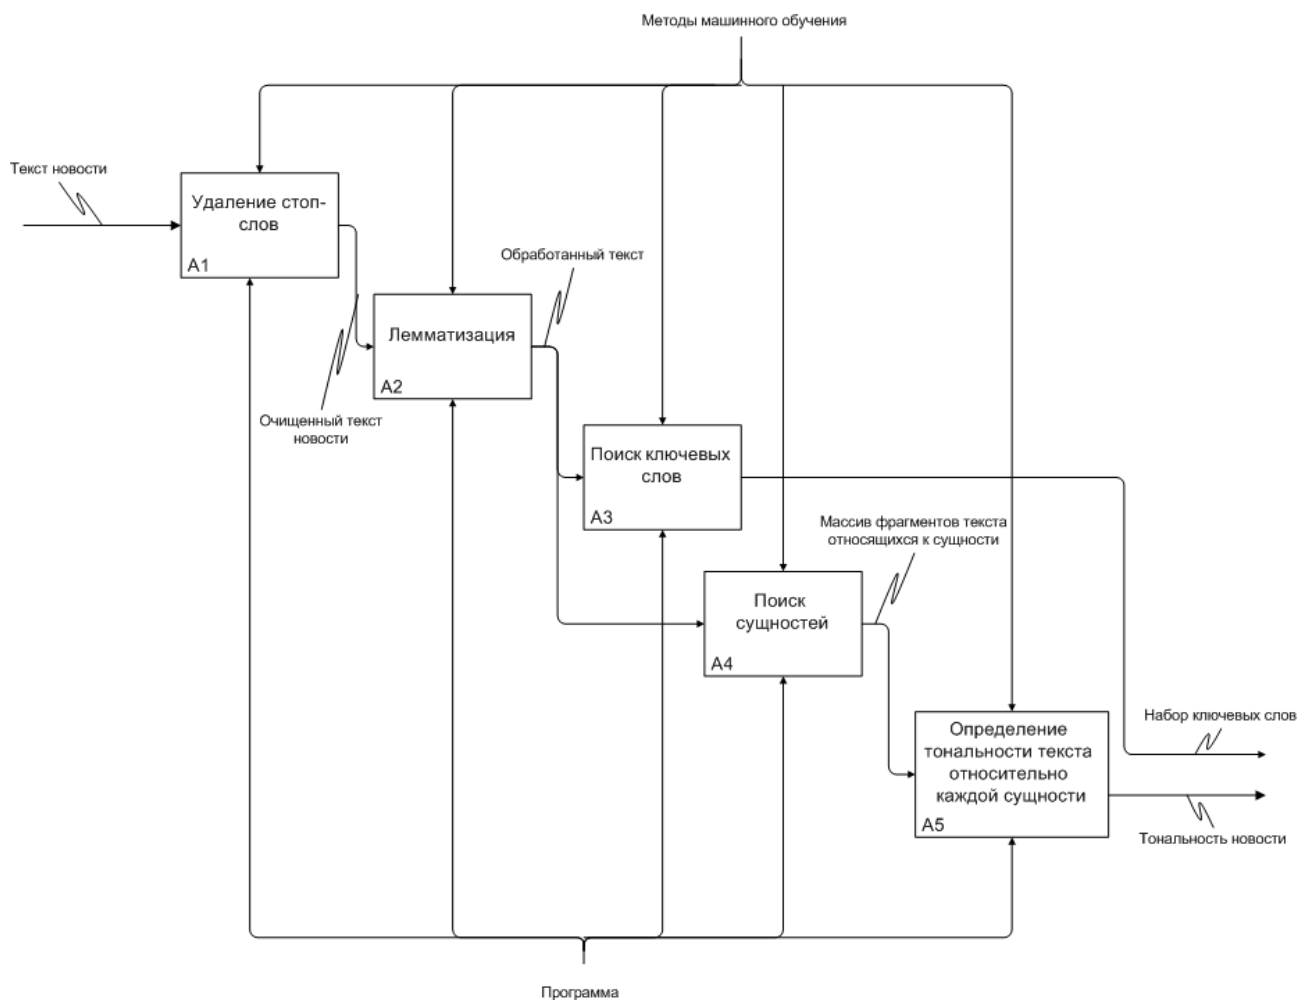 Методы машинного обучения
Текст новости
Удаление стоп-
слов
A1
Обработанный текст
Лемматизация
A2
Очищенный текст
новости
Поиск ключевых
слов
A3
Массив фрагментов текста
относящихся к сущности
Поиск
сущностей
A4
Набор ключевых слов
Определение
тональности текста
относительно
каждой сущности
A5
Тональность новости
Программа